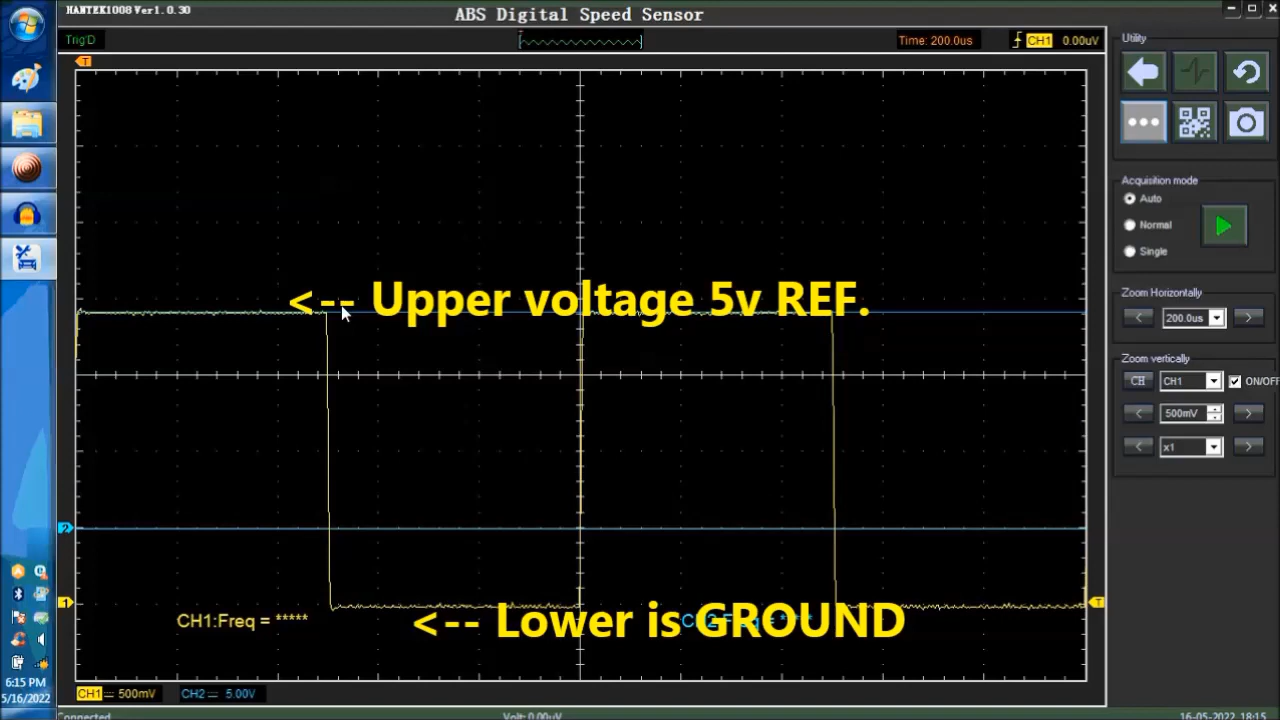 HANTEK1008 Ver1.0.30
ABS Digital Speed Sensor
Trig'D
T
Time: 200.0us
CH1 0.00uV
Utility
Acquisition mode
Auto
Normal
Single
<-- Upper voltage 5v REF.
Zoom Horizontally
< 200.0us >
Zoom vertically
CH CH1 ON/OFF
< 500mV >
< x1 >
2
1
T
CH1:Freq = *****
<-- Lower is GROUND
6:15 PM
5/16/2022
CH1 500mV
CH2 5.00V
Connected
Volt: 0.00uV
16-05-2022 18:15